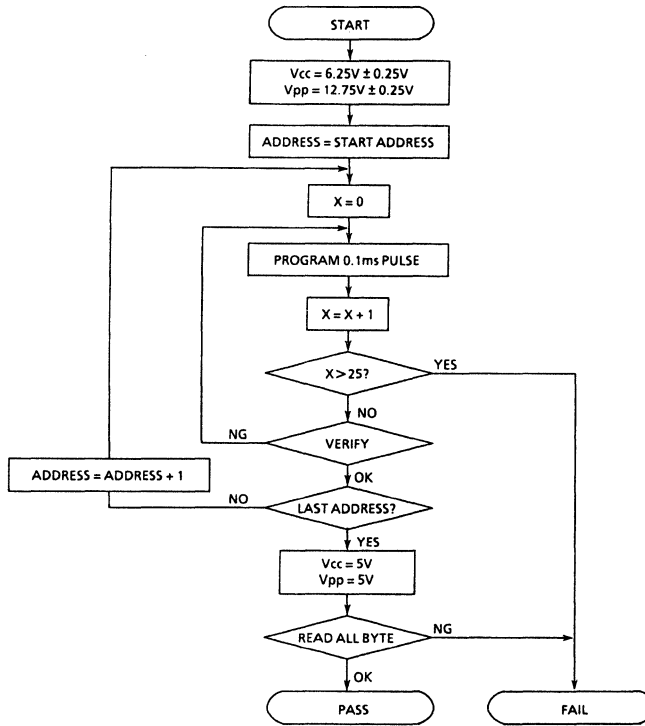 START
Vcc = 6.25V ± 0.25V
Vpp = 12.75V ± 0.25V
ADDRESS = START ADDRESS
X = 0
PROGRAM 0.1ms PULSE
X = X + 1
X > 25?
YES
NO
NG
VERIFY
OK
ADDRESS = ADDRESS + 1
NO
LAST ADDRESS?
YES
Vcc = 5V
Vpp = 5V
READ ALL BYTE
NG
OK
PASS
FAIL